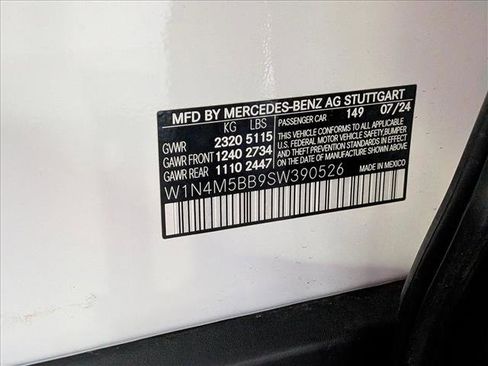 MFD BY MERCEDES-BENZ AG STUTTGART
KG LBS PASSENGER CAR 149 07/24
GVWR 2320 5115
GAWR FRONT 1240 2734
GAWR REAR 1110 2447
THIS VEHICLE CONFORMS TO ALL APPLICABLE
U.S. FEDERAL MOTOR VEHICLE SAFETY, BUMPER
AND THEFT PREVENTION STANDARDS IN EFFECT
ON THE DATE OF MANUFACTURE SHOWN ABOVE.
W1N4M5BB9SW390526
MADE IN MEXICO